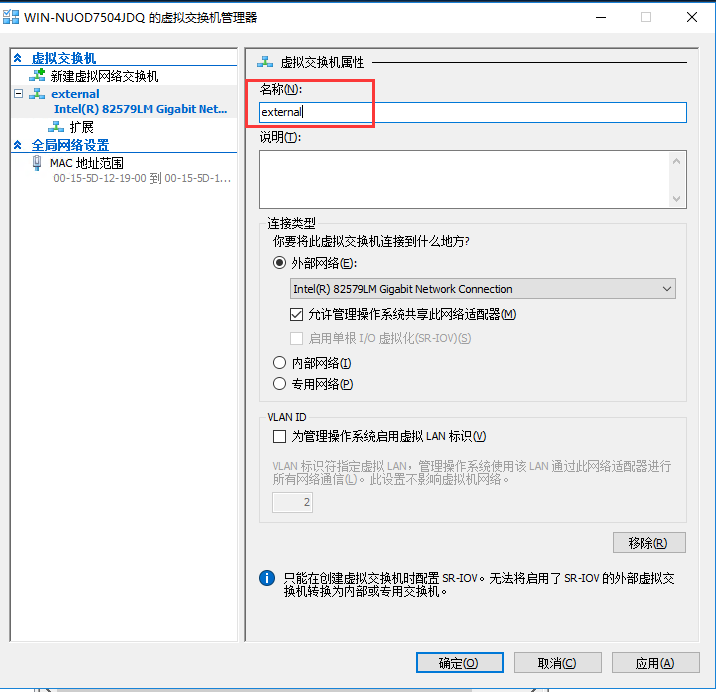 WIN-NUOD7504JDQ 的虚拟交换机管理器
虚拟交换机
新建虚拟网络交换机
external
Intel(R) 82579LM Gigabit Net...
扩展
全局网络设置
MAC 地址范围
00-15-5D-12-19-00 到 00-15-5D-1...
虚拟交换机属性
名称(N):
external
说明(T):
连接类型
你要将此虚拟交换机连接到什么地方?
外部网络(E):
Intel(R) 82579LM Gigabit Network Connection
允许管理操作系统共享此网络适配器(M)
启用单根 I/O 虚拟化(SR-IOV)(S)
内部网络(I)
专用网络(P)
VLAN ID
为管理操作系统启用虚拟 LAN 标识(V)
VLAN 标识符指定虚拟 LAN，管理操作系统使用该 LAN 通过此网络适配器进行
所有网络通信(L)。此设置不影响虚拟机网络。
2
移除(R)
只能在创建虚拟交换机时配置 SR-IOV。无法将启用了 SR-IOV 的外部虚拟交
换机转换为内部或专用交换机。
确定(O)
取消(C)
应用(A)